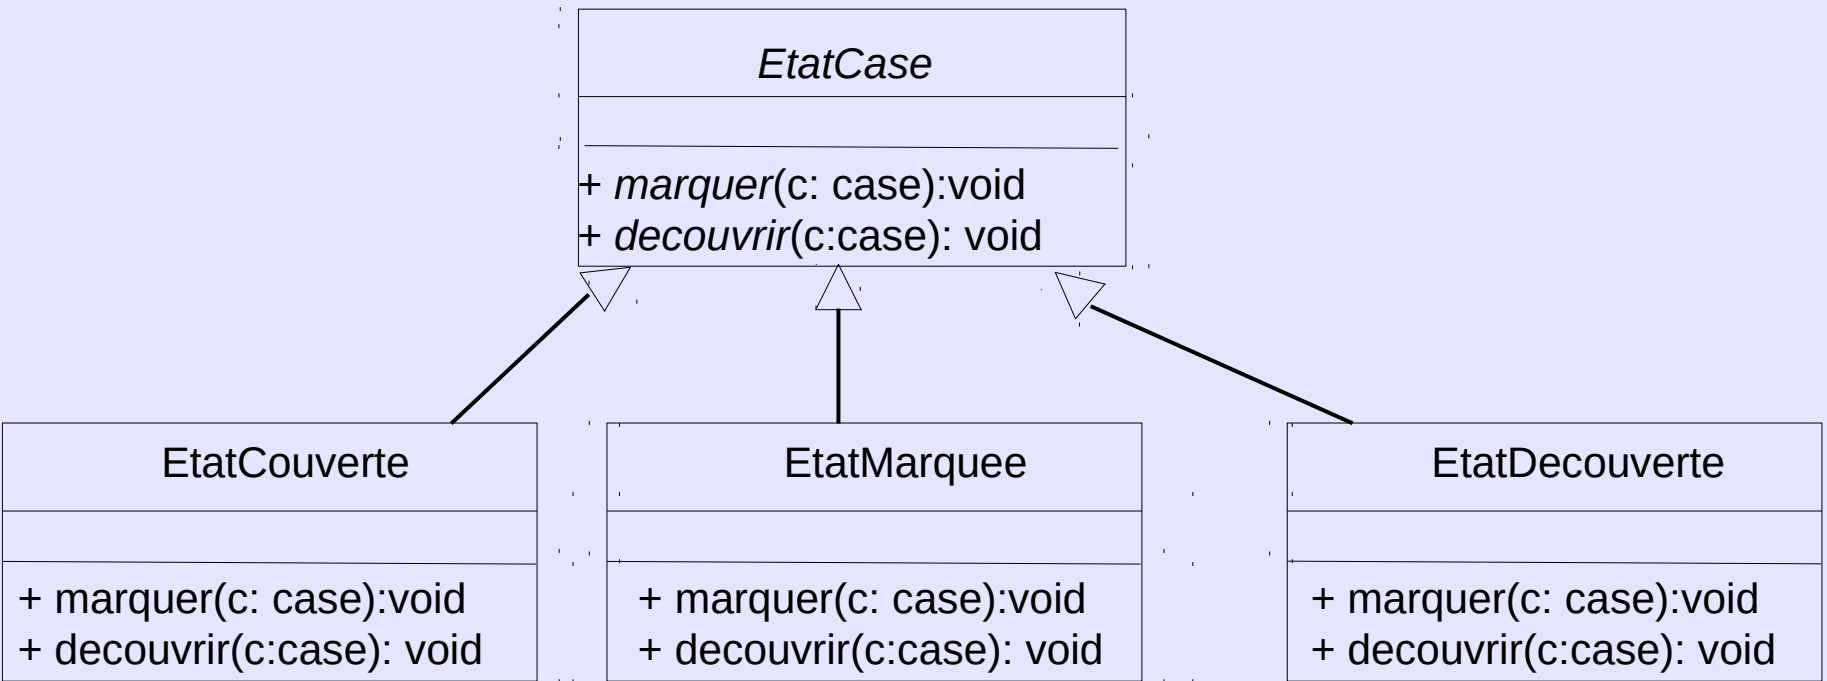 EtatCase
+ marquer(c: case):void
+ decouvrir(c:case): void
EtatCouverte
+ marquer(c: case):void
+ decouvrir(c:case): void
EtatMarquee
+ marquer(c: case):void
+ decouvrir(c:case): void
EtatDecouverte
+ marquer(c: case):void
+ decouvrir(c:case): void